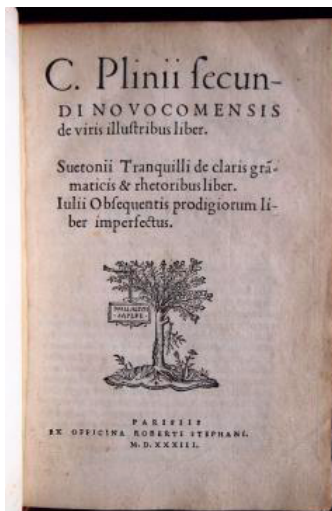 C. Plinii ſecun-
DI NOVOCOMENSIS
de viris illuſtribus liber.
Suetonii Tranquilli de claris grã-
maticis & rhetoribus liber.
Iulii Obſequentis prodigiorum li-
ber imperfectus.
PARISIIS
EX OFFICINA ROBERTI STEPHANI.
M. D. XXXIII.